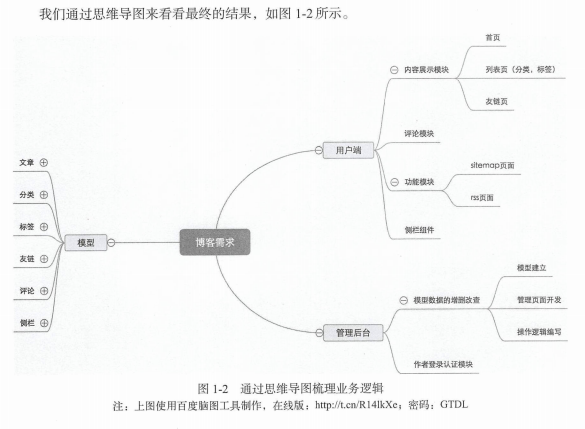 我们通过思维导图来看看最终的结果，如图 1-2 所示。
首页
内容展示模块
列表页（分类，标签）
友链页
用户端
评论模块
sitemap页面
功能模块
rss页面
侧栏组件
文章
分类
标签
模型
友链
评论
侧栏
博客需求
模型建立
模型数据的增删改查
管理页面开发
操作逻辑编写
管理后台
作者登录认证模块
图 1-2 通过思维导图梳理业务逻辑
注：上图使用百度脑图工具制作，在线版：http://t.cn/R14lkXe；密码：GTDL